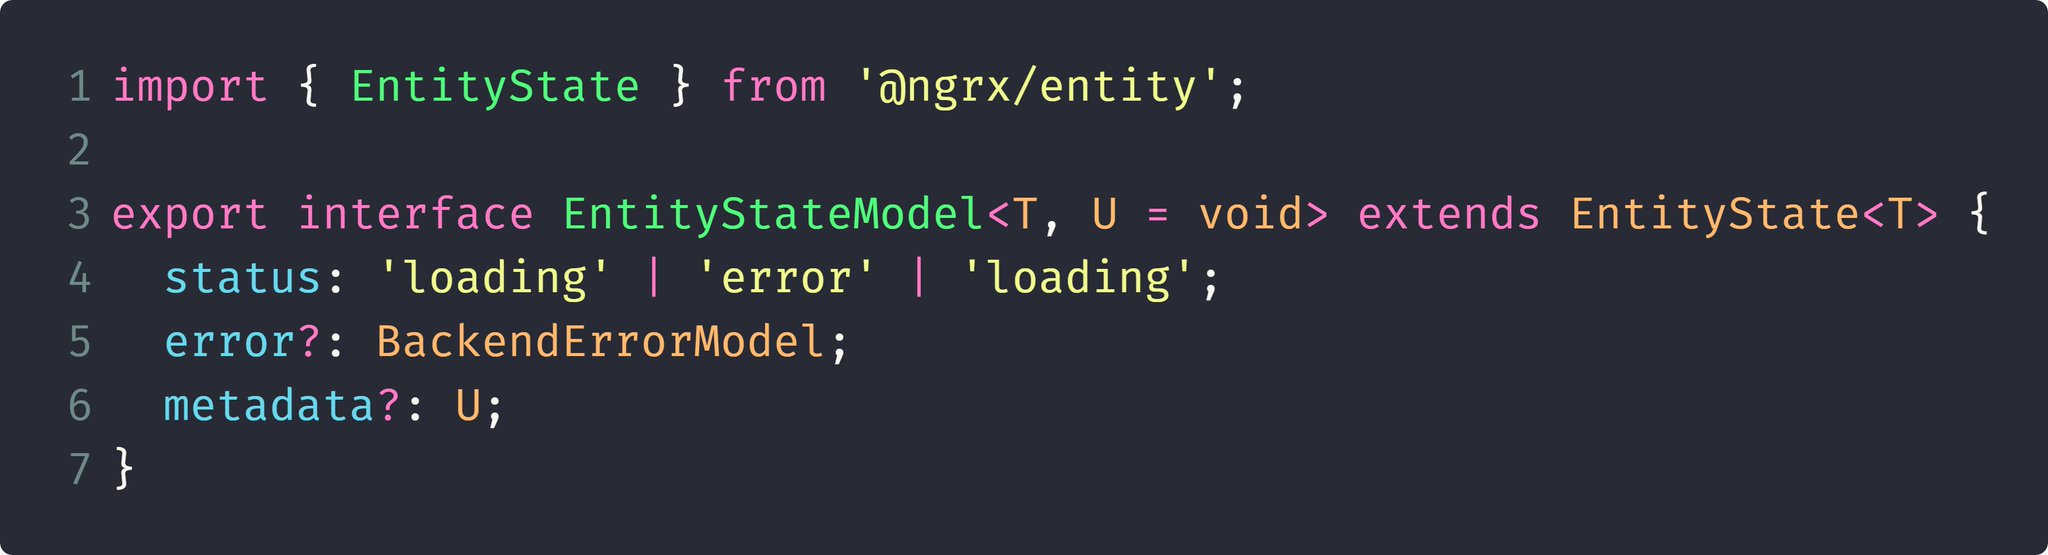 1 import { EntityState } from '@ngrx/entity';
2
3 export interface EntityStateModel<T, U = void> extends EntityState<T> {
4   status: 'loading' | 'error' | 'loading';
5   error?: BackendErrorModel;
6   metadata?: U;
7 }